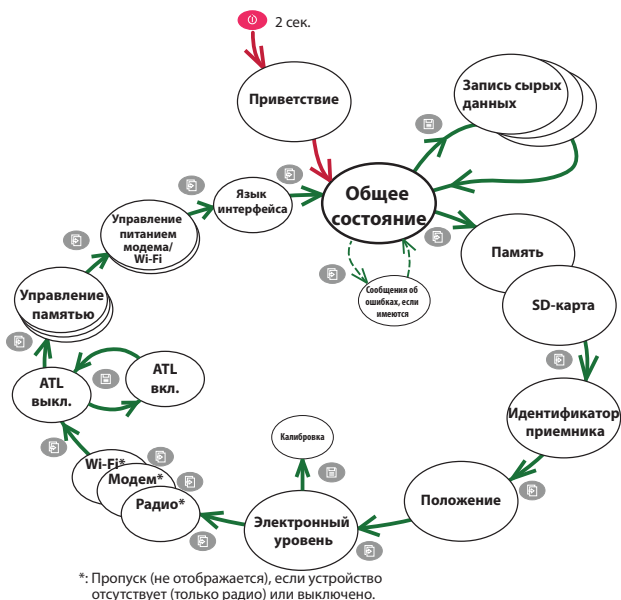 2 сек.
Приветствие
Запись сырых
данных
Общее
состояние
Язык
интерфейса
Управление
питанием
модема/
Wi-Fi
Память
SD-карта
Сообщения об
ошибках, если
имеются
Управление
памятью
ATL
выкл.
ATL
вкл.
Идентификатор
приемника
Калибровка
Wi-Fi*
Модем*
Радио*
Электронный
уровень
Положение
*: Пропуск (не отображается), если устройство
отсутствует (только радио) или выключено.